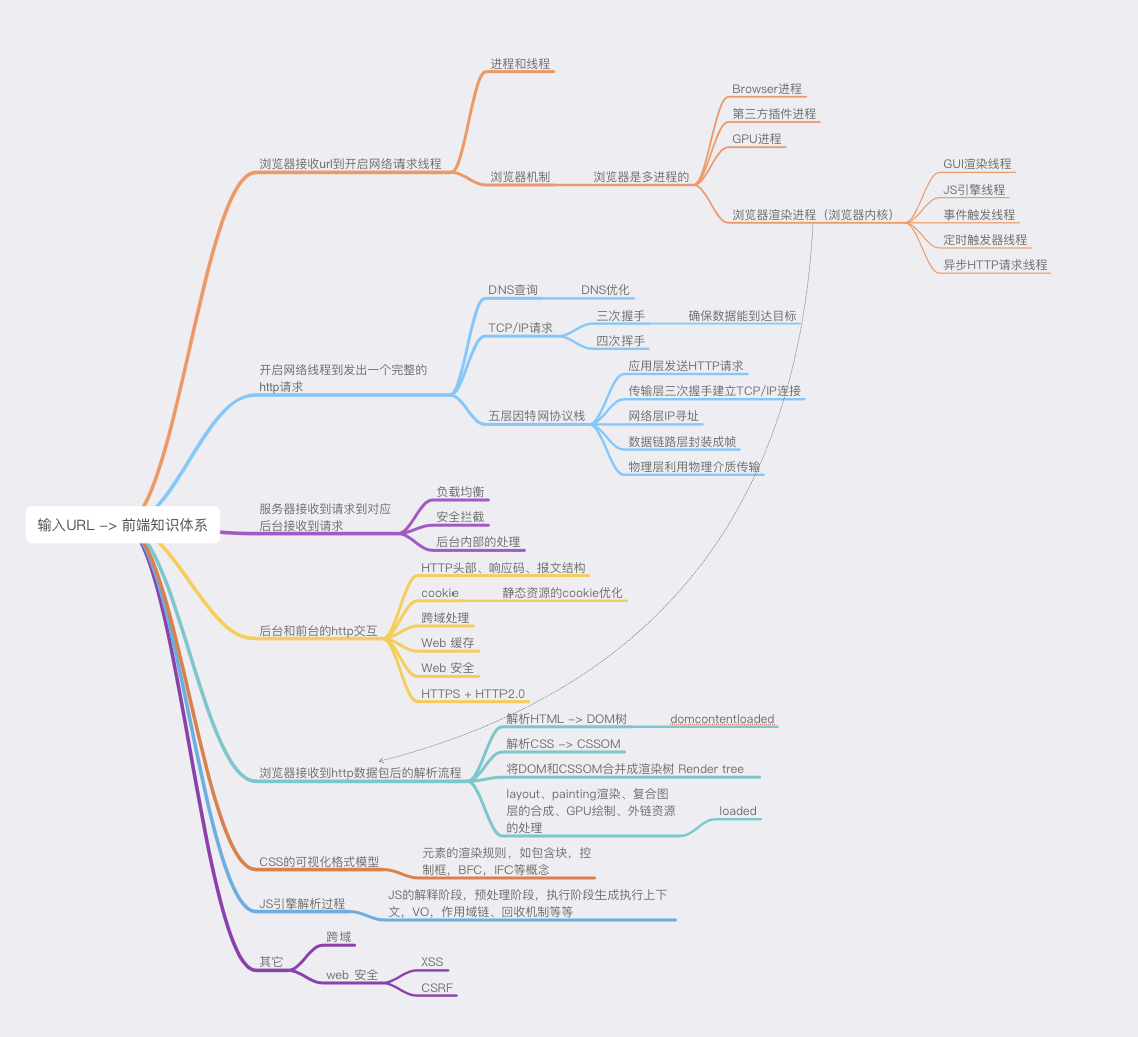 输入URL -> 前端知识体系
浏览器接收url到开启网络请求线程
进程和线程
浏览器机制
浏览器是多进程的
Browser进程
第三方插件进程
GPU进程
浏览器渲染进程（浏览器内核）
GUI渲染线程
JS引擎线程
事件触发线程
定时触发器线程
异步HTTP请求线程
开启网络线程到发出一个完整的
http请求
DNS查询
DNS优化
TCP/IP请求
三次握手
确保数据能到达目标
四次挥手
五层因特网协议栈
应用层发送HTTP请求
传输层三次握手建立TCP/IP连接
网络层IP寻址
数据链路层封装成帧
物理层利用物理介质传输
服务器接收到请求到对应
后台接收到请求
负载均衡
安全拦截
后台内部的处理
后台和前台的http交互
HTTP头部、响应码、报文结构
cookie
静态资源的cookie优化
跨域处理
Web 缓存
Web 安全
HTTPS + HTTP2.0
浏览器接收到http数据包后的解析流程
解析HTML -> DOM树
domcontentloaded
解析CSS -> CSSOM
将DOM和CSSOM合并成渲染树 Render tree
layout、painting渲染、复合图
层的合成、GPU绘制、外链资源
的处理
loaded
CSS的可视化格式模型
元素的渲染规则，如包含块，控
制框，BFC，IFC等概念
JS引擎解析过程
JS的解释阶段，预处理阶段，执行阶段生成执行上下
文，VO，作用域链、回收机制等等
其它
跨域
web 安全
XSS
CSRF